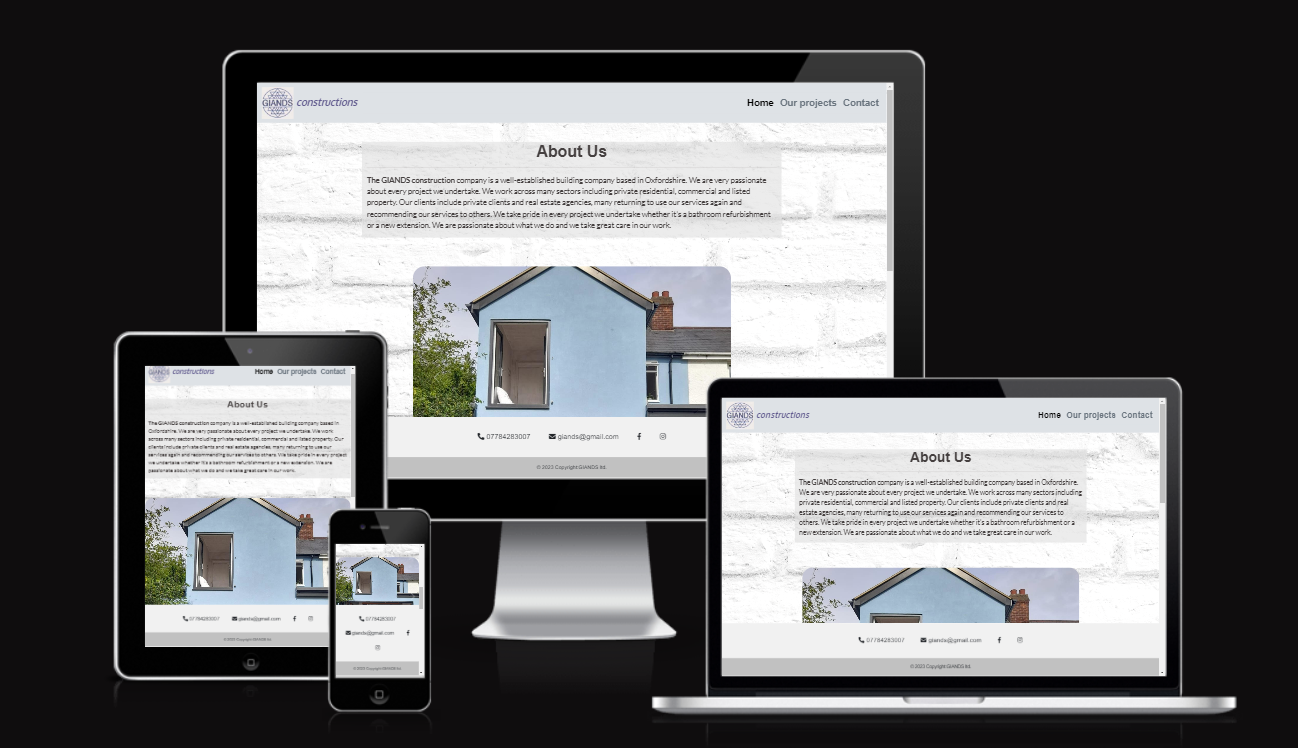 GIANDS constructions
Home Our projects Contact
About Us
The GIANDS construction company is a well-established building company based in Oxfordshire. We are very passionate
about every project we undertake. We work across many sectors including private residential, commercial and listed
property. Our clients include private clients and real estate agencies, many returning to use our services again and
recommending our services to others. We take pride in every project we undertake whether it's a bathroom refurbishment
or a new extension. We are passionate about what we do and we take great care in our work.
07784283007 giands@gmail.com
© 2023 Copyright GIANDS ltd.
GIANDS constructions
Home Our projects Contact
About Us
The GIANDS construction company is a well-established building company based in
Oxfordshire. We are very passionate about every project we undertake. We work
across many sectors including private residential, commercial and listed property. Our
clients include private clients and real estate agencies, many returning to use our
services again and recommending our services to others. We take pride in every project
we undertake whether it's a bathroom refurbishment or a new extension. We are
passionate about what we do and we take great care in our work.
07784283007 giands@gmail.com
© 2023 Copyright GIANDS ltd.
07784283007
giands@gmail.com
© 2023 Copyright GIANDS ltd.
GIANDS constructions
Home Our projects Contact
About Us
The GIANDS construction company is a well-established building company based in Oxfordshire.
We are very passionate about every project we undertake. We work across many sectors including
private residential, commercial and listed property. Our clients include private clients and real
estate agencies, many returning to use our services again and recommending our services to
others. We take pride in every project we undertake whether it's a bathroom refurbishment or a
new extension. We are passionate about what we do and we take great care in our work.
07784283007 giands@gmail.com
© 2023 Copyright GIANDS ltd.